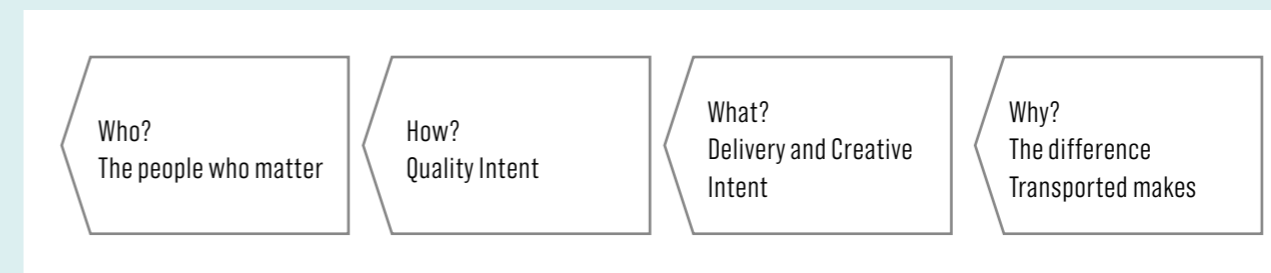 Who?
The people who matter
How?
Quality Intent
What?
Delivery and Creative
Intent
Why?
The difference
Transported makes